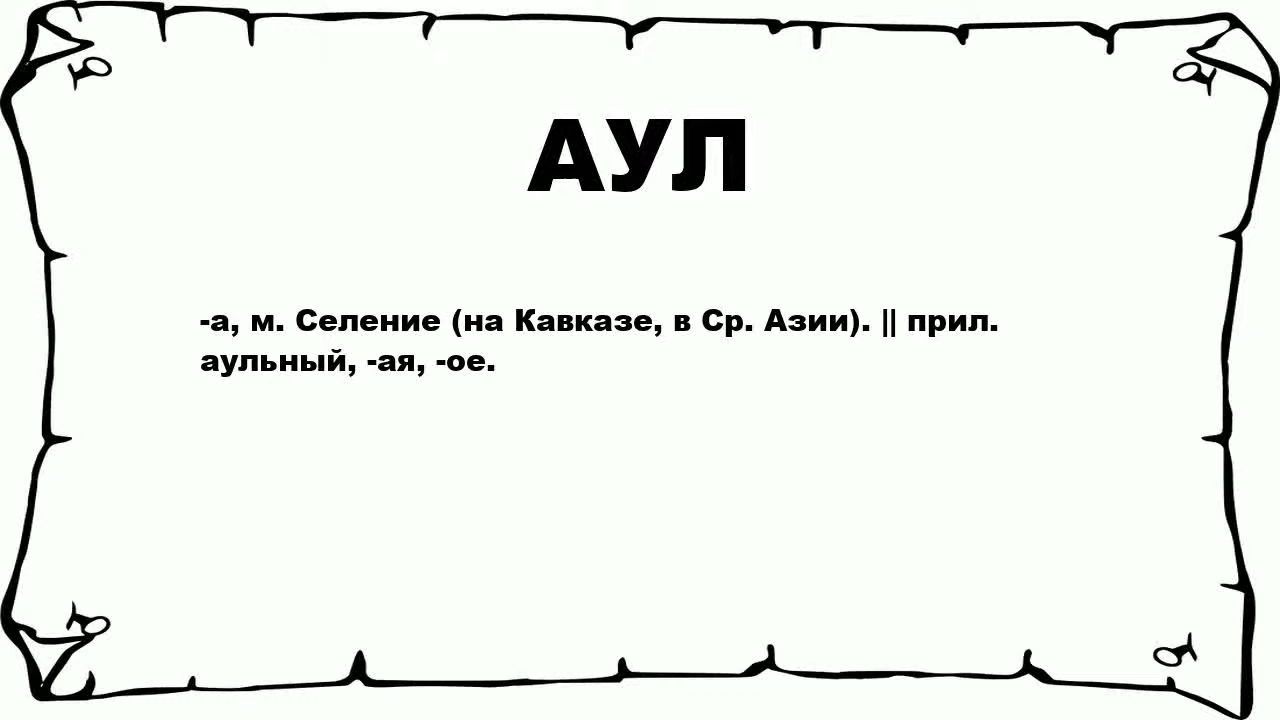 АУЛ
-а, м. Селение (на Кавказе, в Ср. Азии). || прил.
аульный, -ая, -ое.